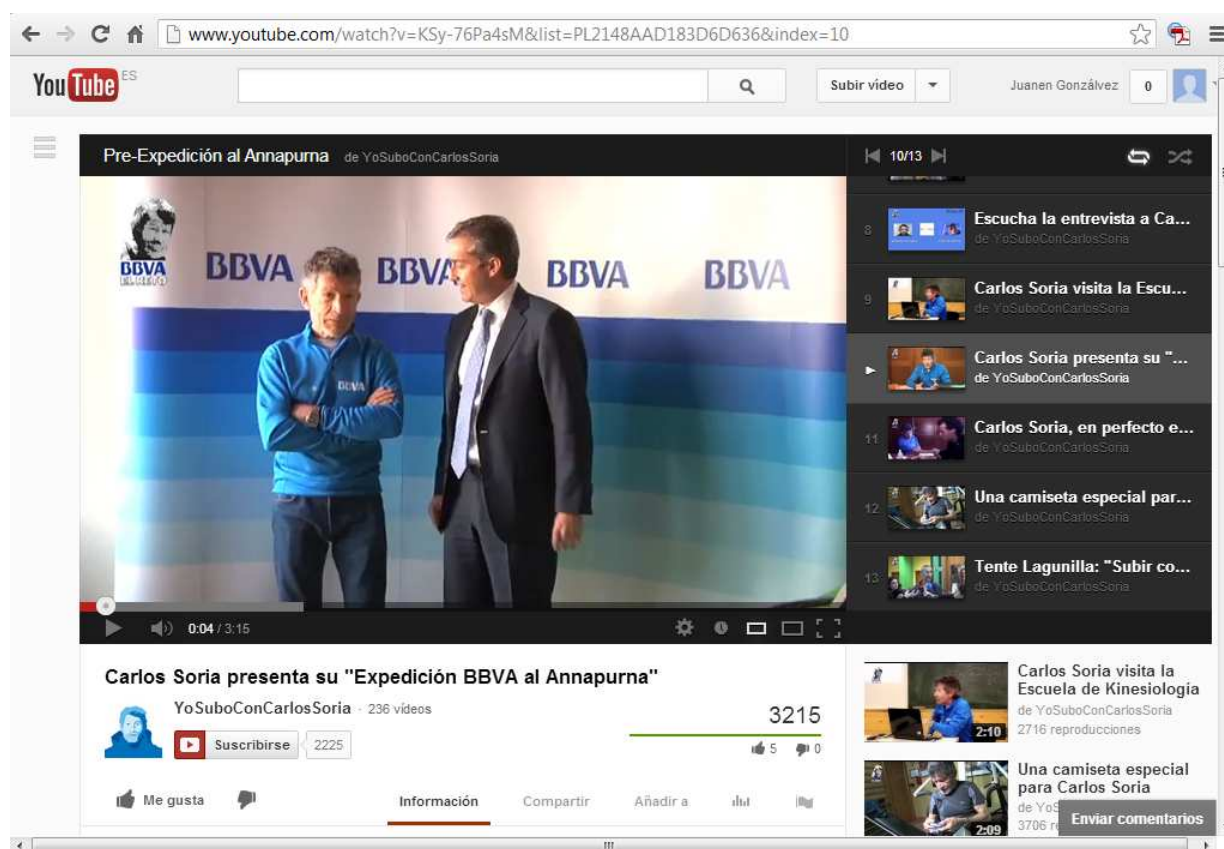 www.youtube.com/watch?v=KSy-76Pa4sM&list=PL2148AAD183D6D636&index=10
YouTube ES
Subir vídeo
Juanen Gonzálvez
0
Pre-Expedición al Annapurna de YoSuboConCarlosSoria
10/13
BBVA
EL RETO
BBVA BBVA BBVA BBVA
BBVA
8
Escucha la entrevista a Ca...
de YoSuboConCarlosSoria
9
Carlos Soria visita la Escu...
de YoSuboConCarlosSoria
Carlos Soria presenta su "...
de YoSuboConCarlosSoria
11
Carlos Soria, en perfecto e...
de YoSuboConCarlosSoria
12
Una camiseta especial par...
de YoSuboConCarlosSoria
13
Tente Lagunilla: "Subir co...
de YoSuboConCarlosSoria
0:04 / 3:15
Carlos Soria presenta su "Expedición BBVA al Annapurna"
YoSuboConCarlosSoria · 236 vídeos
Suscribirse 2225
3215
5 0
Me gusta
Información Compartir Añadir a
2:10
Carlos Soria visita la
Escuela de Kinesiología
de YoSuboConCarlosSoria
2716 reproducciones
2:09
Una camiseta especial
para Carlos Soria
de YoS
3706 re
Enviar comentarios